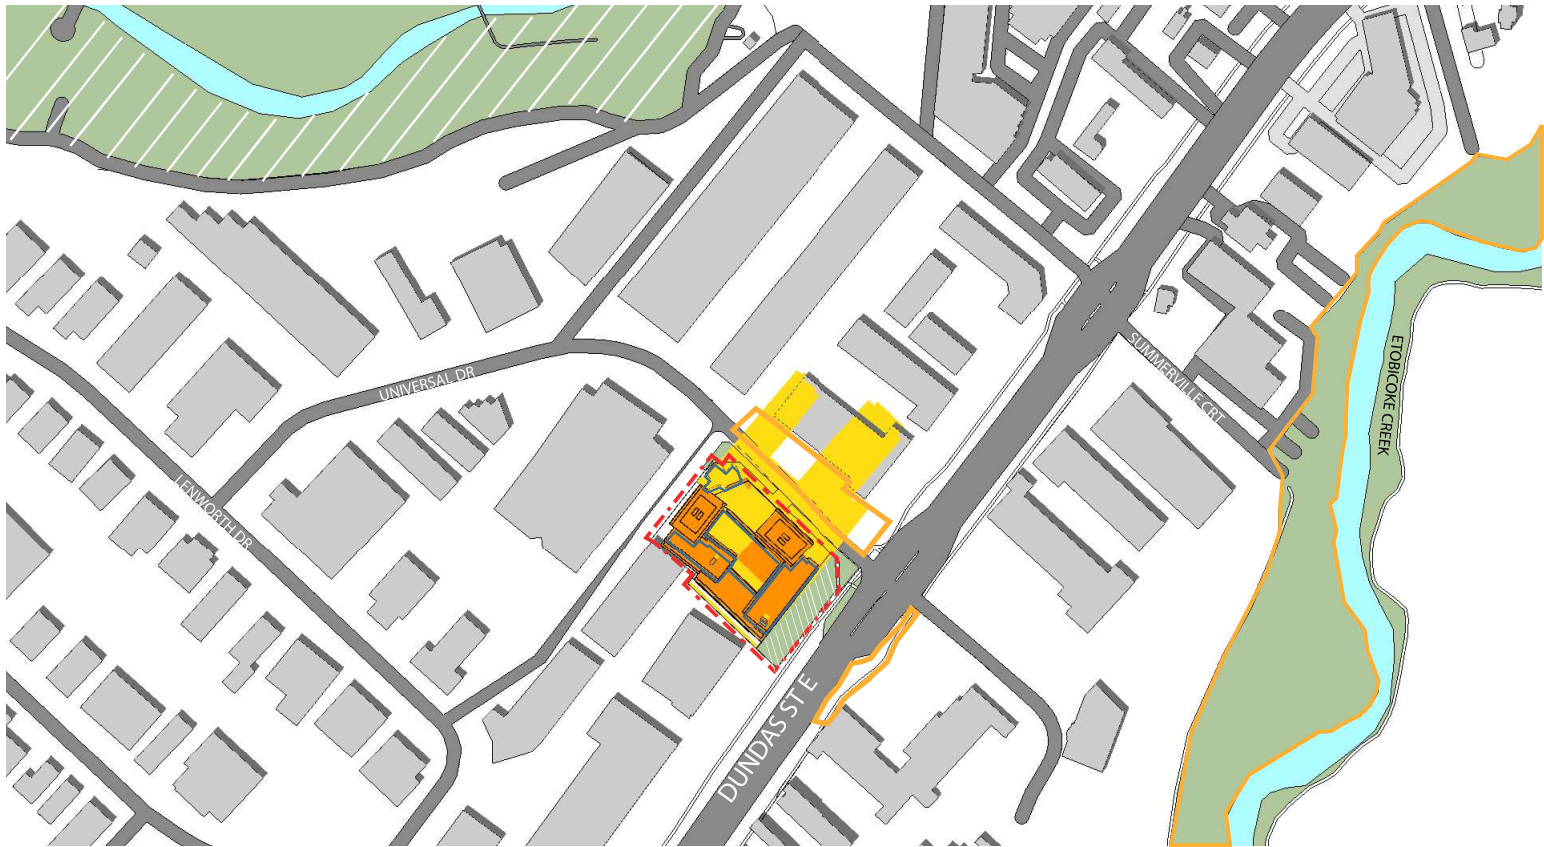 SUMMERVILLE CRT
ETOBICOKE CREEK
UNIVERSAL DR
LENWORTH DR
DUNDAS ST E